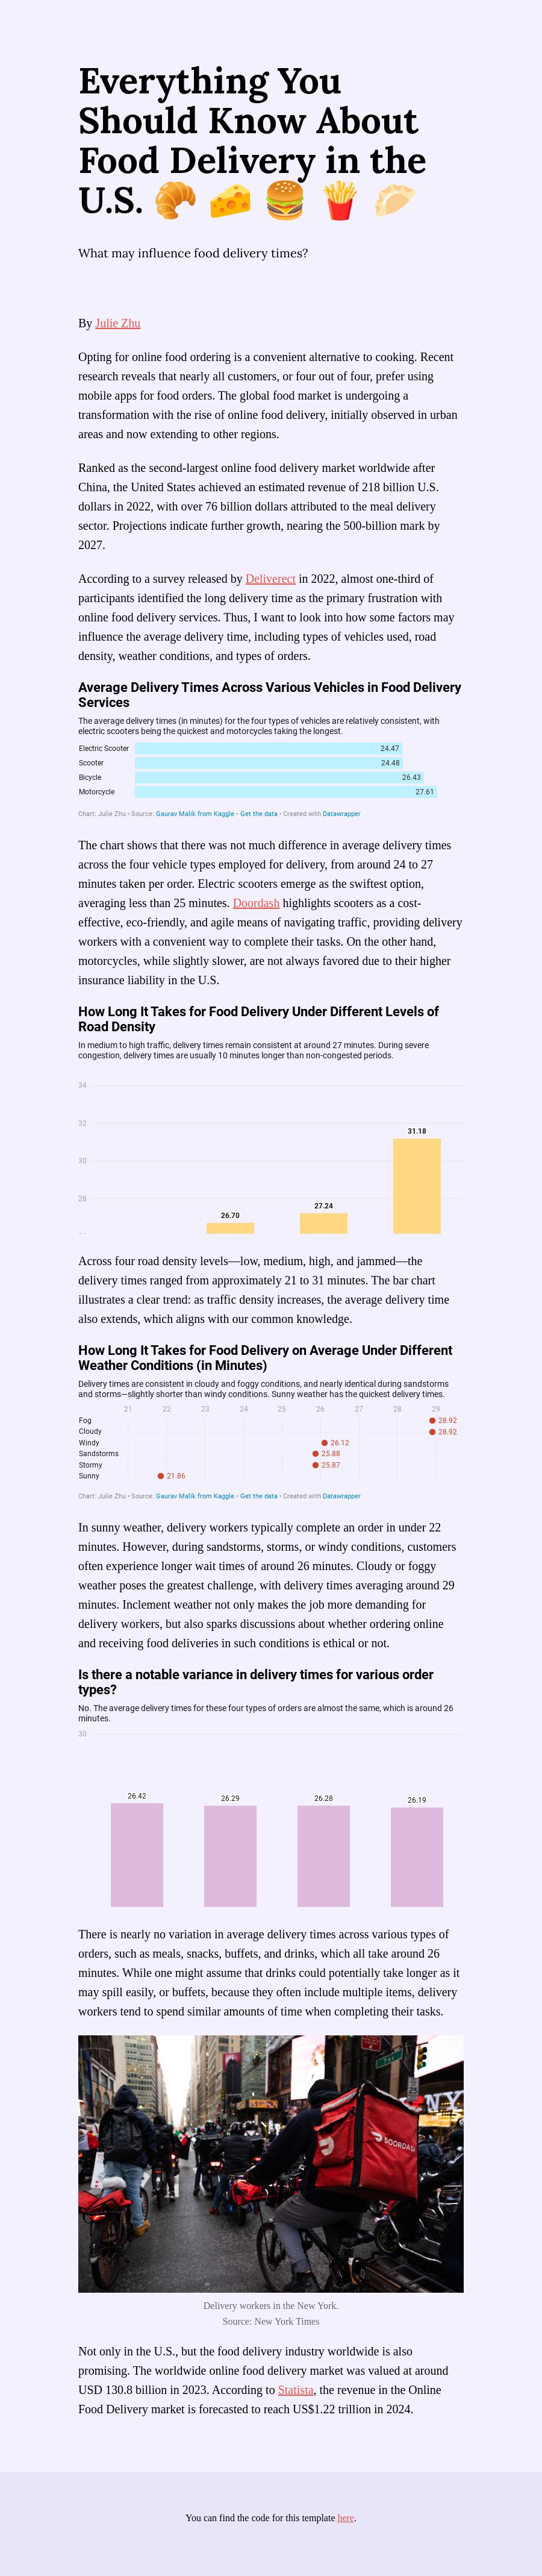 Everything You
Should Know About
Food Delivery in the
U.S. 🥐 🧀 🍔 🍟 🥟
What may influence food delivery times?
By Julie Zhu
Opting for online food ordering is a convenient alternative to cooking. Recent
research reveals that nearly all customers, or four out of four, prefer using
mobile apps for food orders. The global food market is undergoing a
transformation with the rise of online food delivery, initially observed in urban
areas and now extending to other regions.
Ranked as the second-largest online food delivery market worldwide after
China, the United States achieved an estimated revenue of 218 billion U.S.
dollars in 2022, with over 76 billion dollars attributed to the meal delivery
sector. Projections indicate further growth, nearing the 500-billion mark by
2027.
According to a survey released by Deliverect in 2022, almost one-third of
participants identified the long delivery time as the primary frustration with
online food delivery services. Thus, I want to look into how some factors may
influence the average delivery time, including types of vehicles used, road
density, weather conditions, and types of orders.
Average Delivery Times Across Various Vehicles in Food Delivery
Services
The average delivery times (in minutes) for the four types of vehicles are relatively consistent, with
electric scooters being the quickest and motorcycles taking the longest.
Electric Scooter 24.47
Scooter 24.48
Bicycle 26.43
Motorcycle 27.61
Chart: Julie Zhu • Source: Gaurav Malik from Kaggle • Get the data • Created with Datawrapper
The chart shows that there was not much difference in average delivery times
across the four vehicle types employed for delivery, from around 24 to 27
minutes taken per order. Electric scooters emerge as the swiftest option,
averaging less than 25 minutes. Doordash highlights scooters as a cost-
effective, eco-friendly, and agile means of navigating traffic, providing delivery
workers with a convenient way to complete their tasks. On the other hand,
motorcycles, while slightly slower, are not always favored due to their higher
insurance liability in the U.S.
How Long It Takes for Food Delivery Under Different Levels of
Road Density
In medium to high traffic, delivery times remain consistent at around 27 minutes. During severe
congestion, delivery times are usually 10 minutes longer than non-congested periods.
34
32
31.18
30
28
27.24
26.70
Across four road density levels—low, medium, high, and jammed—the
delivery times ranged from approximately 21 to 31 minutes. The bar chart
illustrates a clear trend: as traffic density increases, the average delivery time
also extends, which aligns with our common knowledge.
How Long It Takes for Food Delivery on Average Under Different
Weather Conditions (in Minutes)
Delivery times are consistent in cloudy and foggy conditions, and nearly identical during sandstorms
and storms—slightly shorter than windy conditions. Sunny weather has the quickest delivery times.
21 22 23 24 25 26 27 28 29
Fog 28.92
Cloudy 28.92
Windy 26.12
Sandstorms 25.88
Stormy 25.87
Sunny 21.86
Chart: Julie Zhu • Source: Gaurav Malik from Kaggle • Get the data • Created with Datawrapper
In sunny weather, delivery workers typically complete an order in under 22
minutes. However, during sandstorms, storms, or windy conditions, customers
often experience longer wait times of around 26 minutes. Cloudy or foggy
weather poses the greatest challenge, with delivery times averaging around 29
minutes. Inclement weather not only makes the job more demanding for
delivery workers, but also sparks discussions about whether ordering online
and receiving food deliveries in such conditions is ethical or not.
Is there a notable variance in delivery times for various order
types?
No. The average delivery times for these four types of orders are almost the same, which is around 26
minutes.
30
26.42 26.29 26.28 26.19
There is nearly no variation in average delivery times across various types of
orders, such as meals, snacks, buffets, and drinks, which all take around 26
minutes. While one might assume that drinks could potentially take longer as it
may spill easily, or buffets, because they often include multiple items, delivery
workers tend to spend similar amounts of time when completing their tasks.
DOORDASH
Delivery workers in the New York.
Source: New York Times
Not only in the U.S., but the food delivery industry worldwide is also
promising. The worldwide online food delivery market was valued at around
USD 130.8 billion in 2023. According to Statista, the revenue in the Online
Food Delivery market is forecasted to reach US$1.22 trillion in 2024.
You can find the code for this template here.